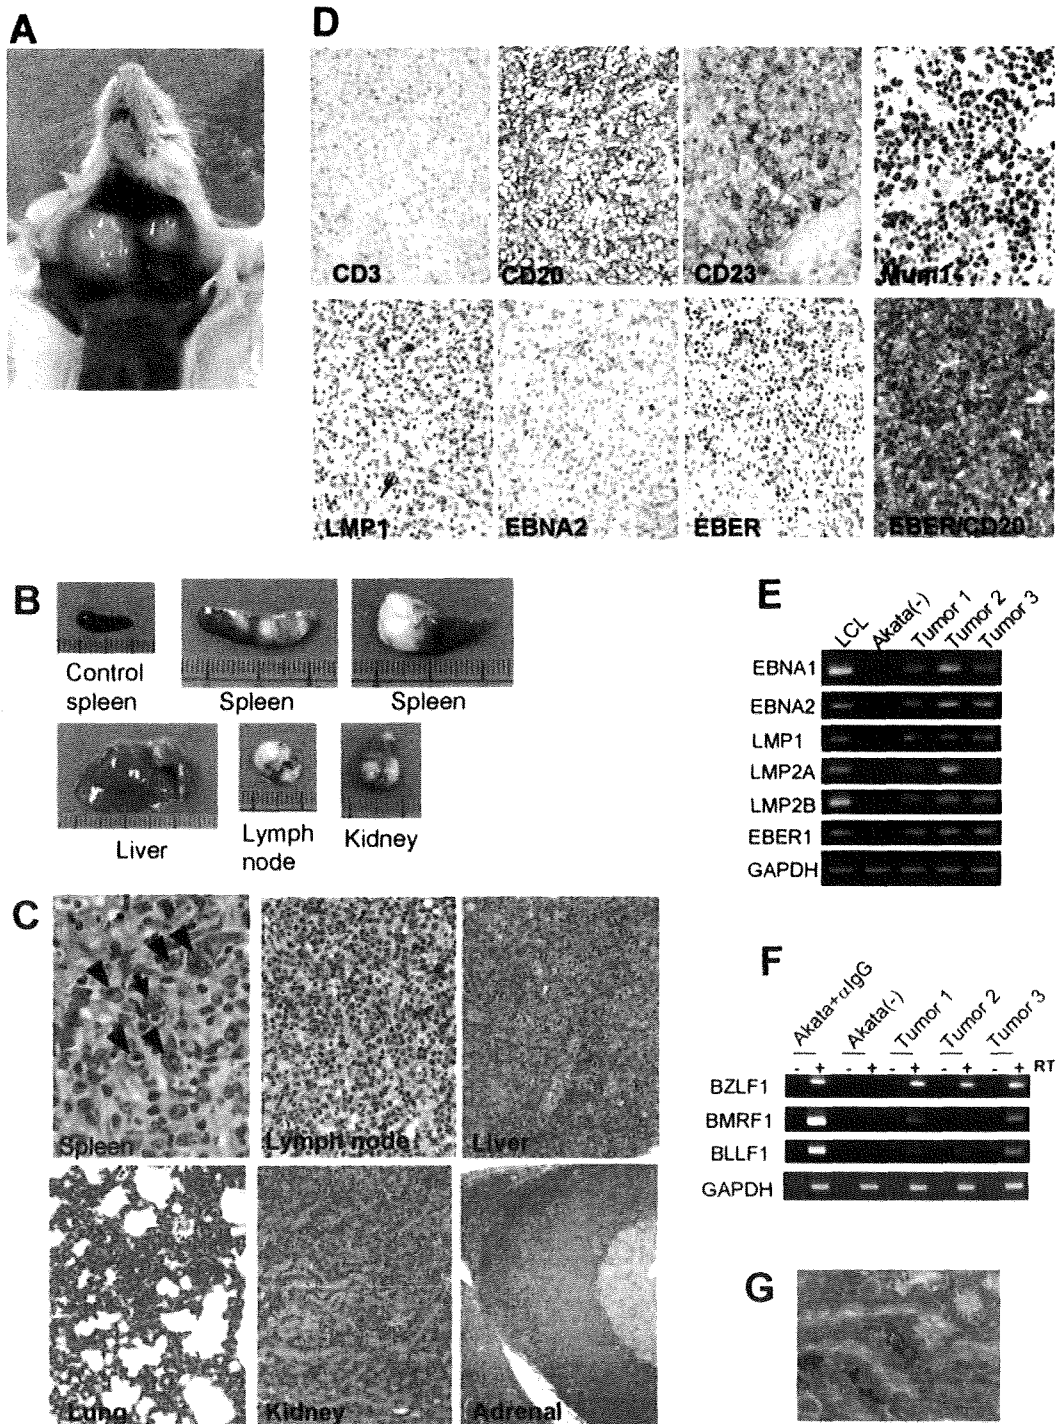 A
D
CD3
CD20
CD23
Mum1
LMP1
EBNA2
EBER
EBER/CD20
B
Control
spleen
Spleen
Spleen
Liver
Lymph
node
Kidney
C
Spleen
Lymph node
Liver
Lung
Kidney
Adrenal
E
LCL
Akata(-)
Tumor 1
Tumor 2
Tumor 3
EBNA1
EBNA2
LMP1
LMP2A
LMP2B
EBER1
GAPDH
F
Akata+αIgG
Akata(-)
Tumor 1
Tumor 2
Tumor 3
- + - + - + - + - + RT
BZLF1
BMRF1
BLLF1
GAPDH
G